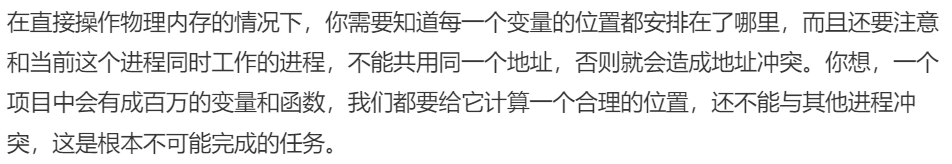 在直接操作物理内存的情况下，你需要知道每一个变量的位置都安排在了哪里，而且还要注意
和当前这个进程同时工作的进程，不能共用同一个地址，否则就会造成地址冲突。你想，一个
项目中会有成百万的变量和函数，我们都要给它计算一个合理的位置，还不能与其他进程冲
突，这是根本不可能完成的任务。